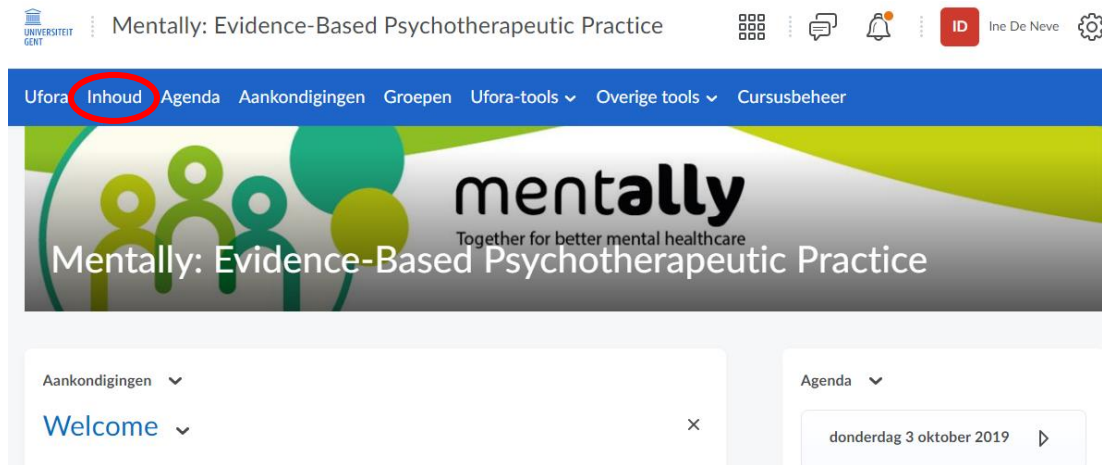 UNIVERSITEIT
GENT
Mentally: Evidence-Based Psychotherapeutic Practice
ID
Ine De Neve
Ufora Inhoud Agenda Aankondigingen Groepen Ufora-tools Overige tools Cursusbeheer
mentally
Together for better mental healthcare
Mentally: Evidence-Based Psychotherapeutic Practice
Aankondigingen
Welcome
Agenda
donderdag 3 oktober 2019